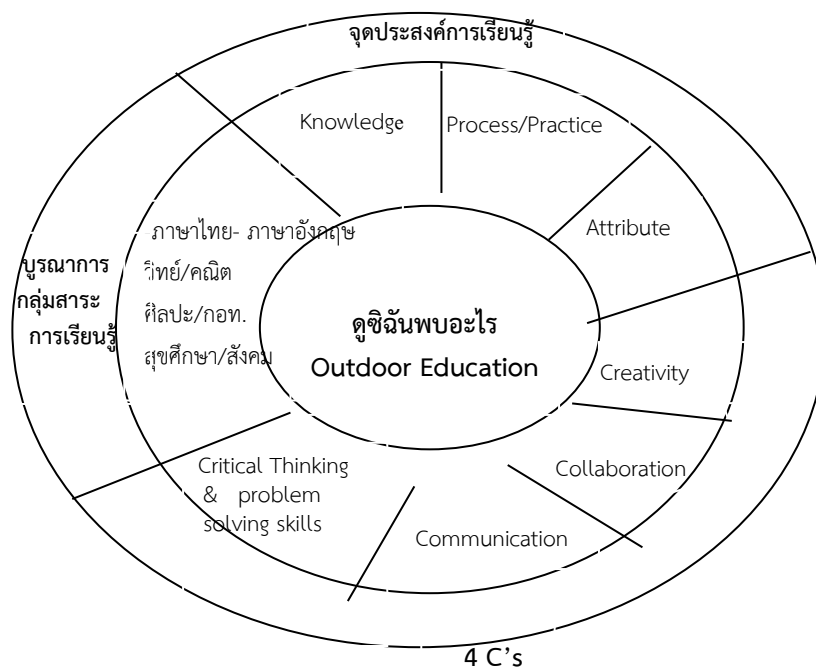 จุดประสงค์การเรียนรู้
Knowledge
Process/Practice
Attribute
บูรณาการ
กลุ่มสาระ
การเรียนรู้
-ภาษาไทย- ภาษาอังกฤษ
วิทย์/คณิต
ศิลปะ/กอท.
สุขศึกษา/สังคม
ดูซิฉันพบอะไร
Outdoor Education
Creativity
Collaboration
Communication
Critical Thinking
& problem
solving skills
4 C's